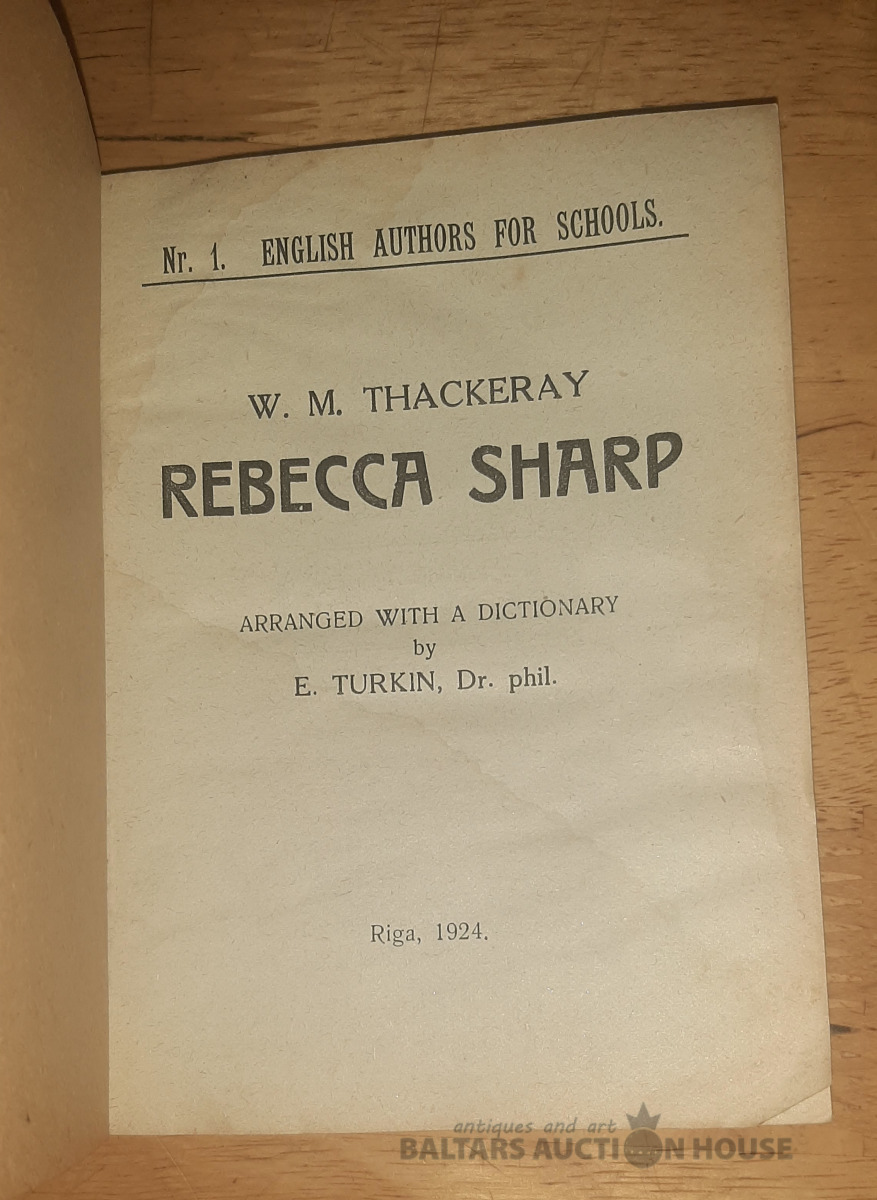 Nr. 1. ENGLISH AUTHORS FOR SCHOOLS.
W. M. THACKERAY
REBECCA SHARP
ARRANGED WITH A DICTIONARY
by
E. TURKIN, Dr. phil.
Riga, 1924.
antiques and art
BALTARS AUCTION HOUSE